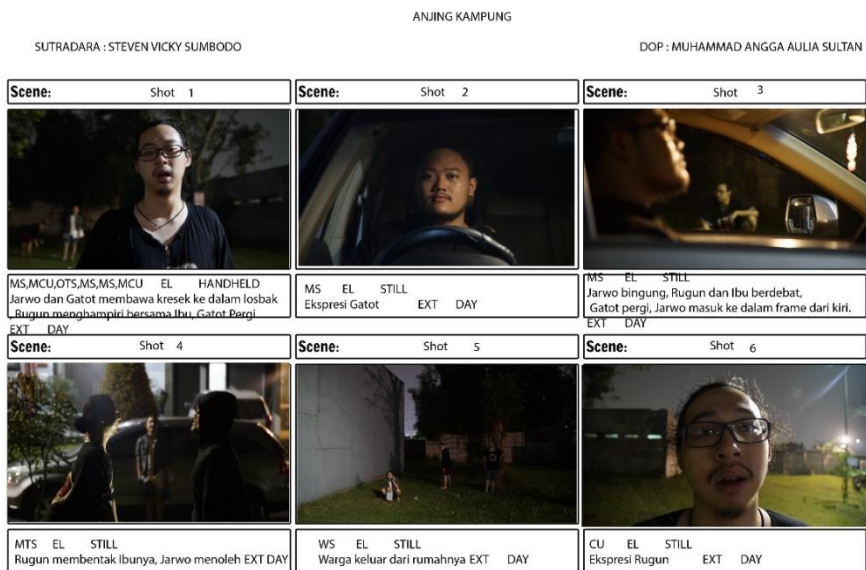 ANJING KAMPUNG
SUTRADARA : STEVEN VICKY SUMBODO
DOP : MUHAMMAD ANGGA AULIA SULTAN
Scene: Shot 1
Scene: Shot 2
Scene: Shot 3
MS,MCU,OTS,MS,MS,MCU EL HANDHELD
Jarwo dan Gatot membawa kresek ke dalam losbak
, Rugun menghampiri bersama Ibu, Gatot Pergi
EXT DAY
MS EL STILL
Ekspresi Gatot EXT DAY
MS EL STILL
Jarwo bingung, Rugun dan Ibu berdebat,
Gatot pergi, Jarwo masuk ke dalam frame dari kiri.
EXT DAY
Scene: Shot 4
Scene: Shot 5
Scene: Shot 6
MTS EL STILL
Rugun membentak Ibunya, Jarwo menoleh EXT DAY
WS EL STILL
Warga keluar dari rumahnya EXT DAY
CU EL STILL
Ekspresi Rugun EXT DAY